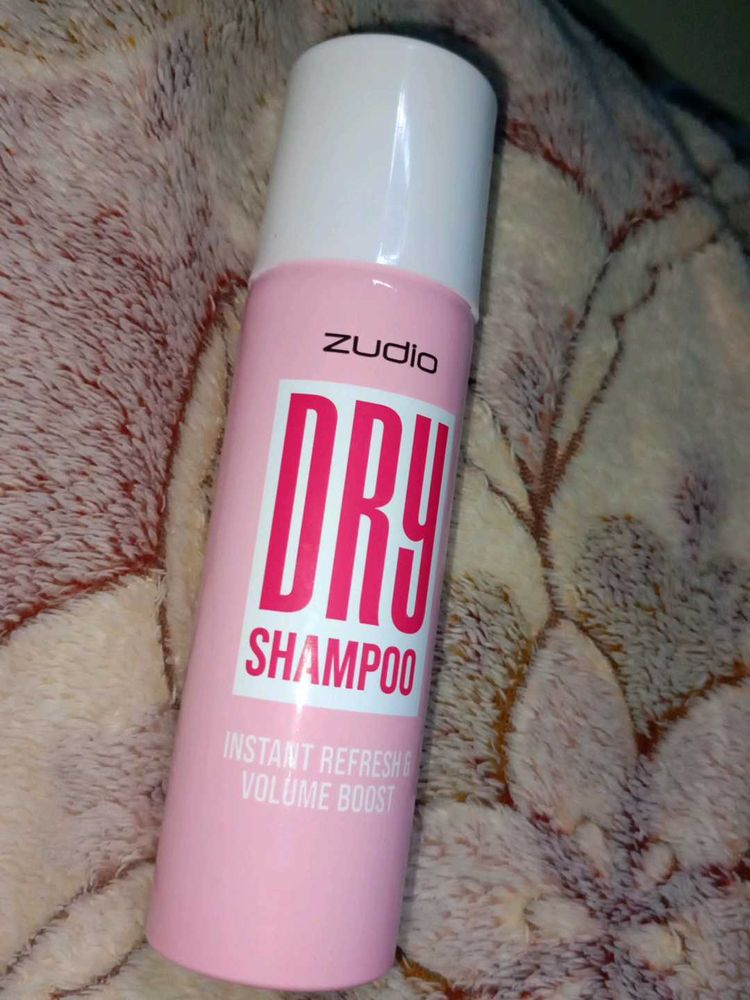 zudio
DRY
SHAMPOO
INSTANT REFRESH &
VOLUME BOOST